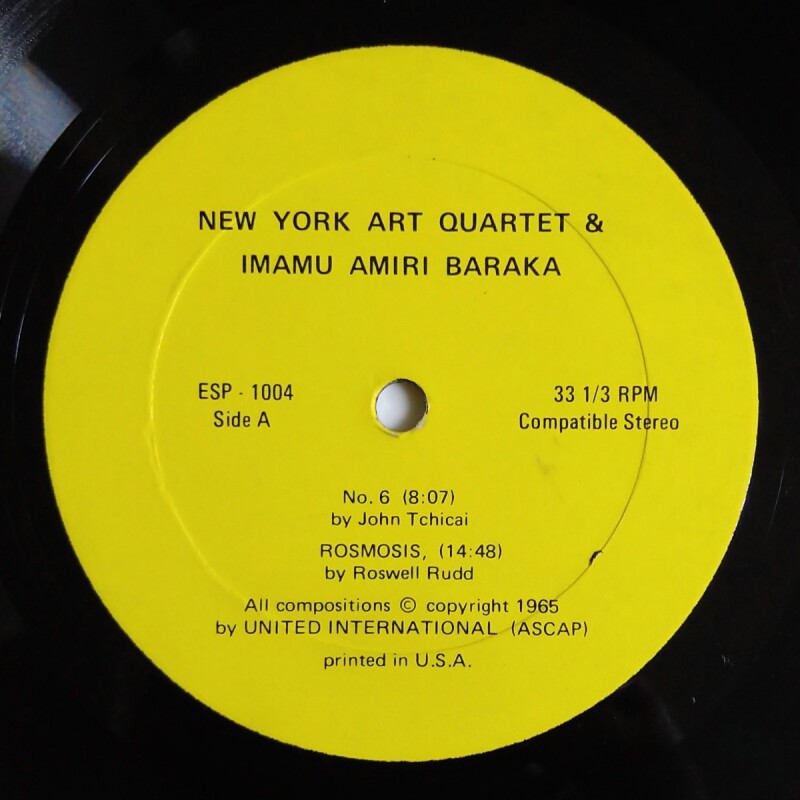 NEW YORK ART QUARTET &
IMAMU AMIRI BARAKA
ESP - 1004
Side A
33 1/3 RPM
Compatible Stereo
No. 6 (8:07)
by John Tchicai
ROSMOSIS, (14:48)
by Roswell Rudd
All compositions © copyright 1965
by UNITED INTERNATIONAL (ASCAP)
printed in U.S.A.